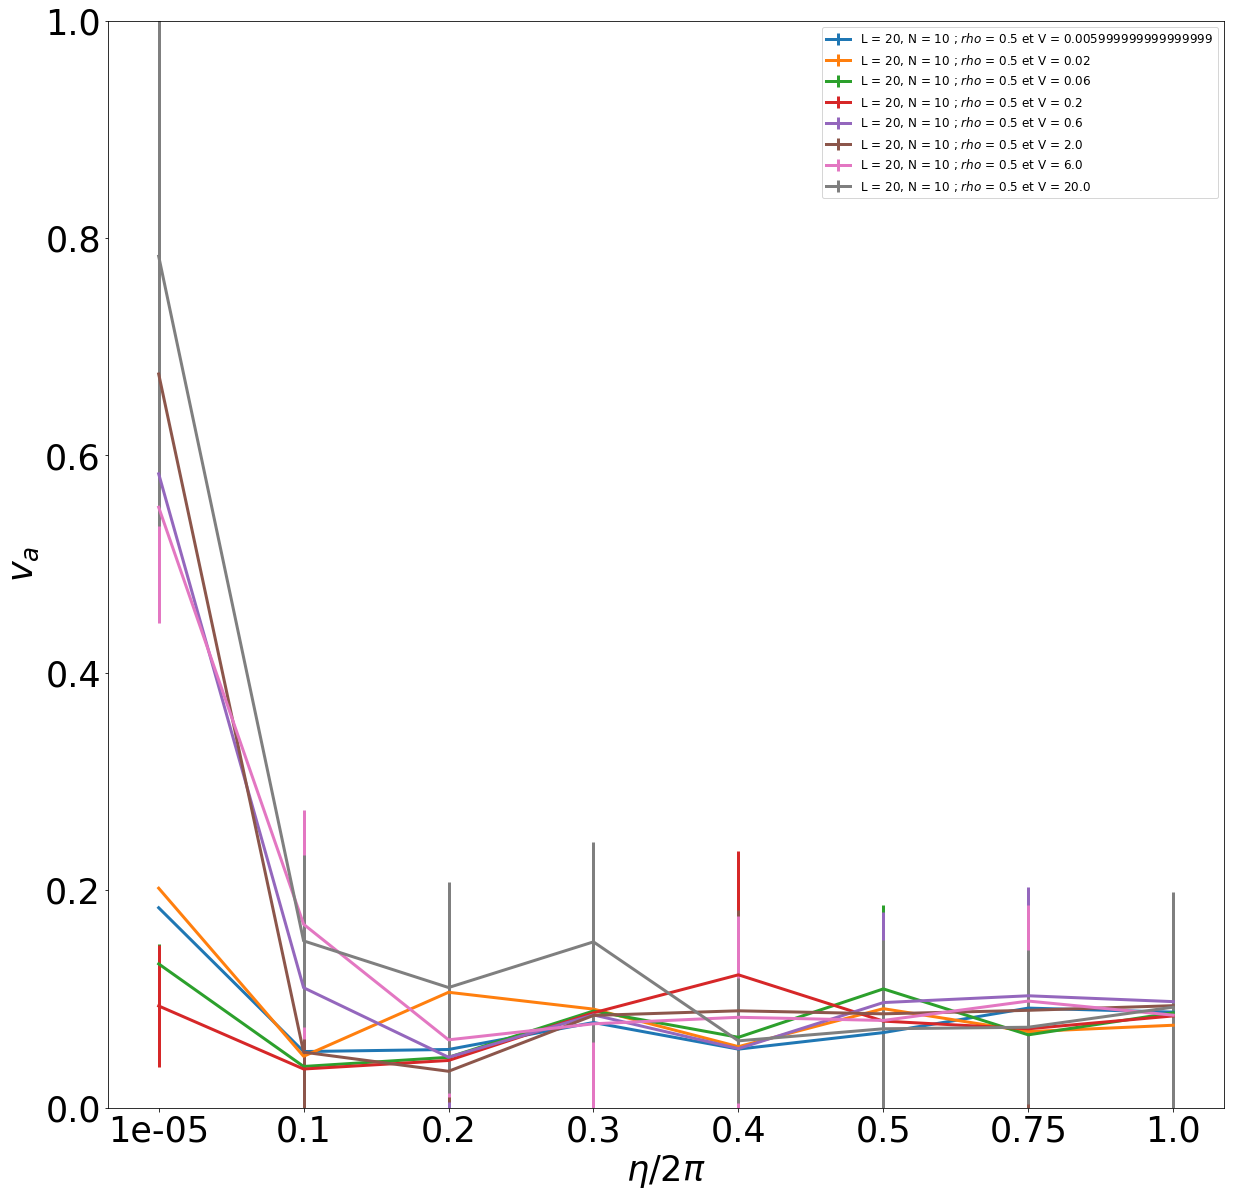 1.0
0.8
0.6
0.4
0.2
0.0
v_a
L = 20, N = 10 ; rho = 0.5 et V = 0.005999999999999999
L = 20, N = 10 ; rho = 0.5 et V = 0.02
L = 20, N = 10 ; rho = 0.5 et V = 0.06
L = 20, N = 10 ; rho = 0.5 et V = 0.2
L = 20, N = 10 ; rho = 0.5 et V = 0.6
L = 20, N = 10 ; rho = 0.5 et V = 2.0
L = 20, N = 10 ; rho = 0.5 et V = 6.0
L = 20, N = 10 ; rho = 0.5 et V = 20.0
1e-05 0.1 0.2 0.3 0.4 0.5 0.75 1.0
η/2π